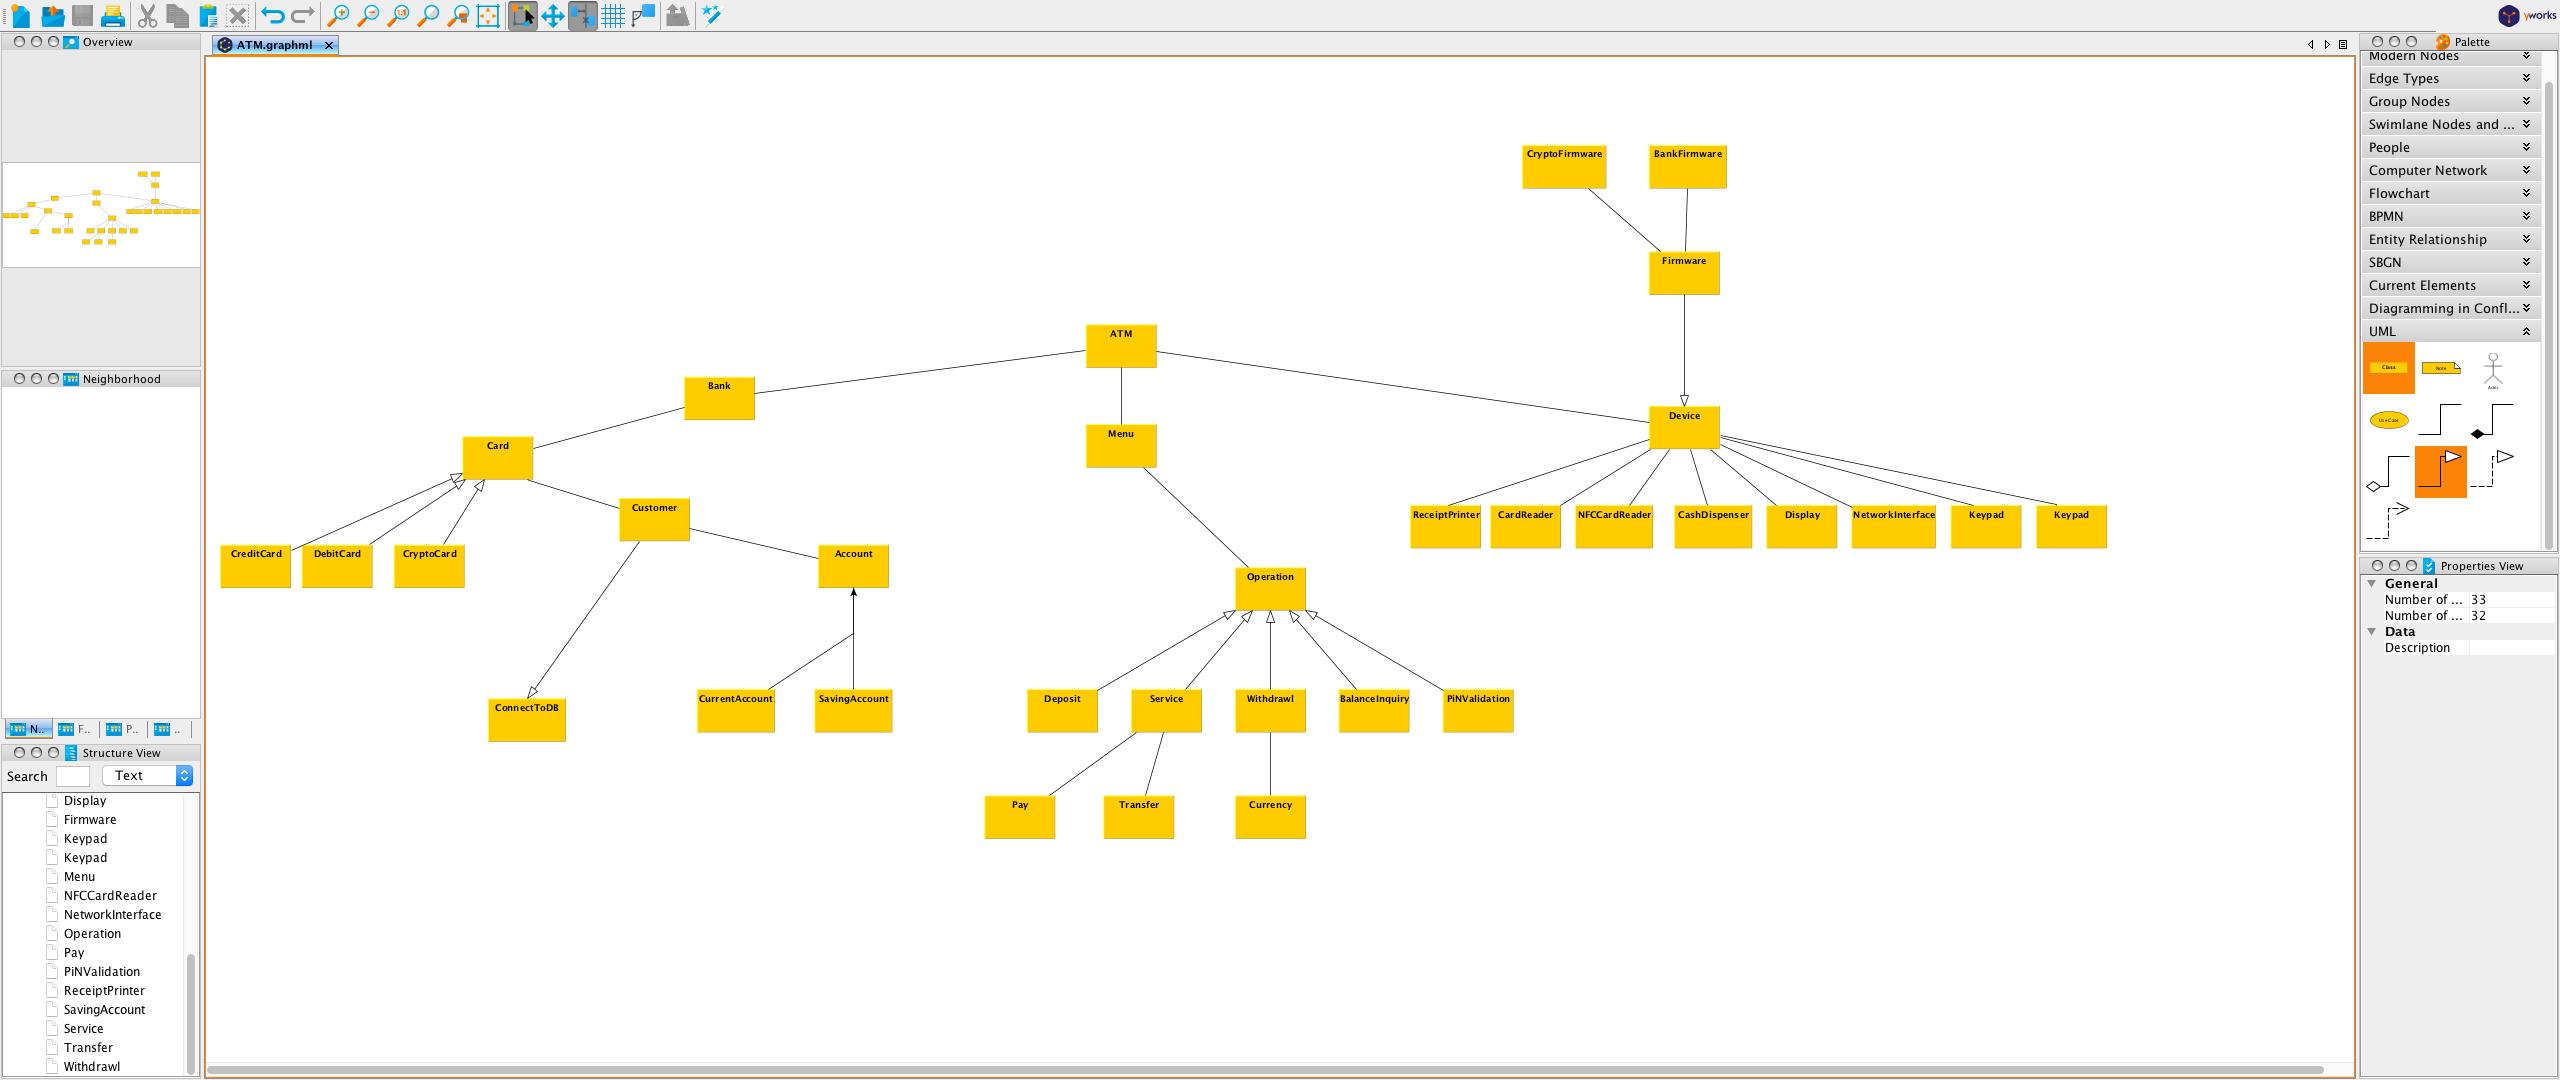 yworks
Overview
ATM.graphml
Palette
Modern Nodes
Edge Types
Group Nodes
Swimlane Nodes and ...
People
Computer Network
Flowchart
BPMN
Entity Relationship
SBGN
Current Elements
Diagramming in Confl...
UML
Class
Note
Actor
Use Case
Neighborhood
N..
F..
P..
..
Structure View
Search
Text
Display
Firmware
Keypad
Keypad
Menu
NFCCardReader
NetworkInterface
Operation
Pay
PiNValidation
ReceiptPrinter
SavingAccount
Service
Transfer
Withdrawl
CryptoFirmware
BankFirmware
Firmware
ATM
Bank
Menu
Device
Card
Customer
ReceiptPrinter
CardReader
NFCCardReader
CashDispenser
Display
NetworkInterface
Keypad
Keypad
CreditCard
DebitCard
CryptoCard
Account
Operation
ConnectToDB
CurrentAccount
SavingAccount
Deposit
Service
Withdrawl
BalanceInquiry
PiNValidation
Pay
Transfer
Currency
Properties View
General
Number of ... 33
Number of ... 32
Data
Description